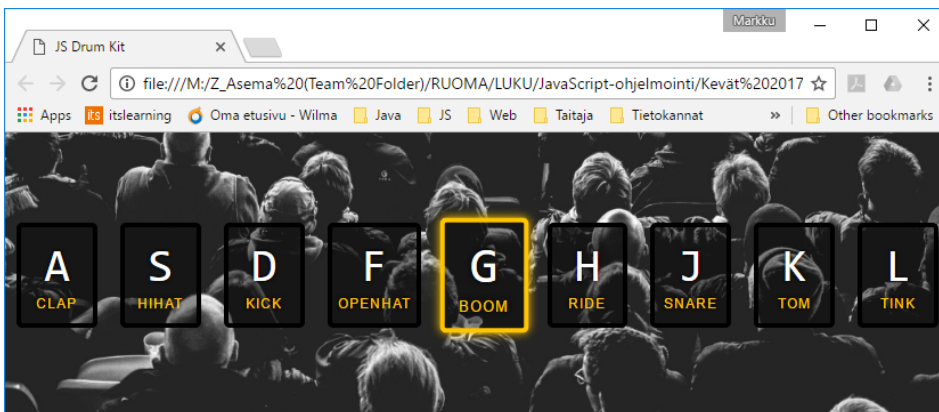 Markku
JS Drum Kit
file:///M:/Z_Asema%20(Team%20Folder)/RUOMA/LUKU/JavaScript-ohjelmointi/Kevät%202017
Apps its itslearning Oma etusivu - Wilma Java JS Web Taitaja Tietokannat » Other bookmarks
A S D F G H J K L
CLAP HIHAT KICK OPENHAT BOOM RIDE SNARE TOM TINK